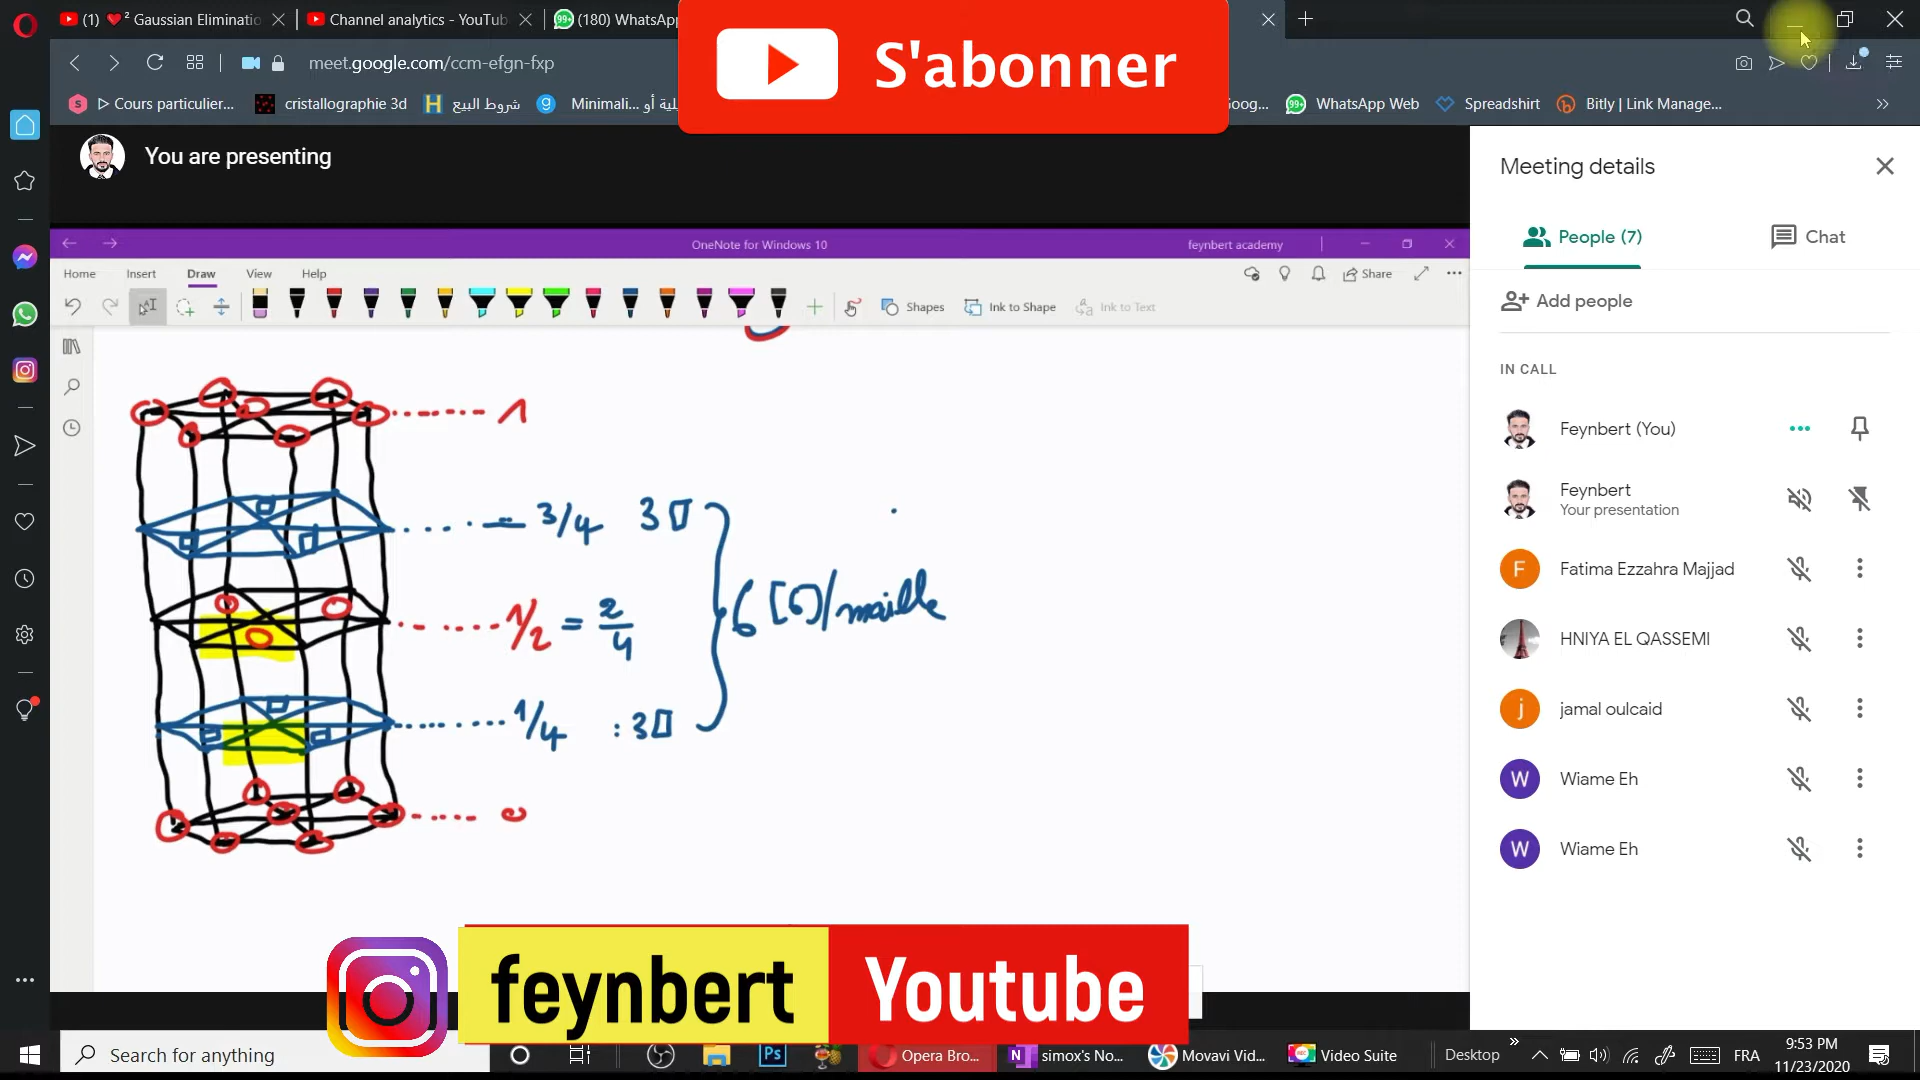 (1) ❤️² Gaussian Eliminatio
Channel analytics - YouTub
(180) WhatsApp
S'abonner
meet.google.com/ccm-efgn-fxp
▷ Cours particulier...
cristallographie 3d
شروط البيع
Minimali... لية أو
oog...
WhatsApp Web
Spreadshirt
Bitly | Link Manage...
You are presenting
Meeting details
People (7)
Chat
Add people
IN CALL
Feynbert (You)
Feynbert
Your presentation
Fatima Ezzahra Majjad
HNIYA EL QASSEMI
jamal oulcaid
Wiame Eh
Wiame Eh
OneNote for Windows 10
feynbert academy
Home Insert Draw View Help
Share
Shapes
Ink to Shape
Ink to Text
1
3/4 3
6 [O]/maille
1/2 = 2/4
1/4 : 3
0
feynbert Youtube
Search for anything
Opera Bro...
simox's No...
Movavi Vid...
Video Suite
Desktop
FRA
9:53 PM
11/23/2020